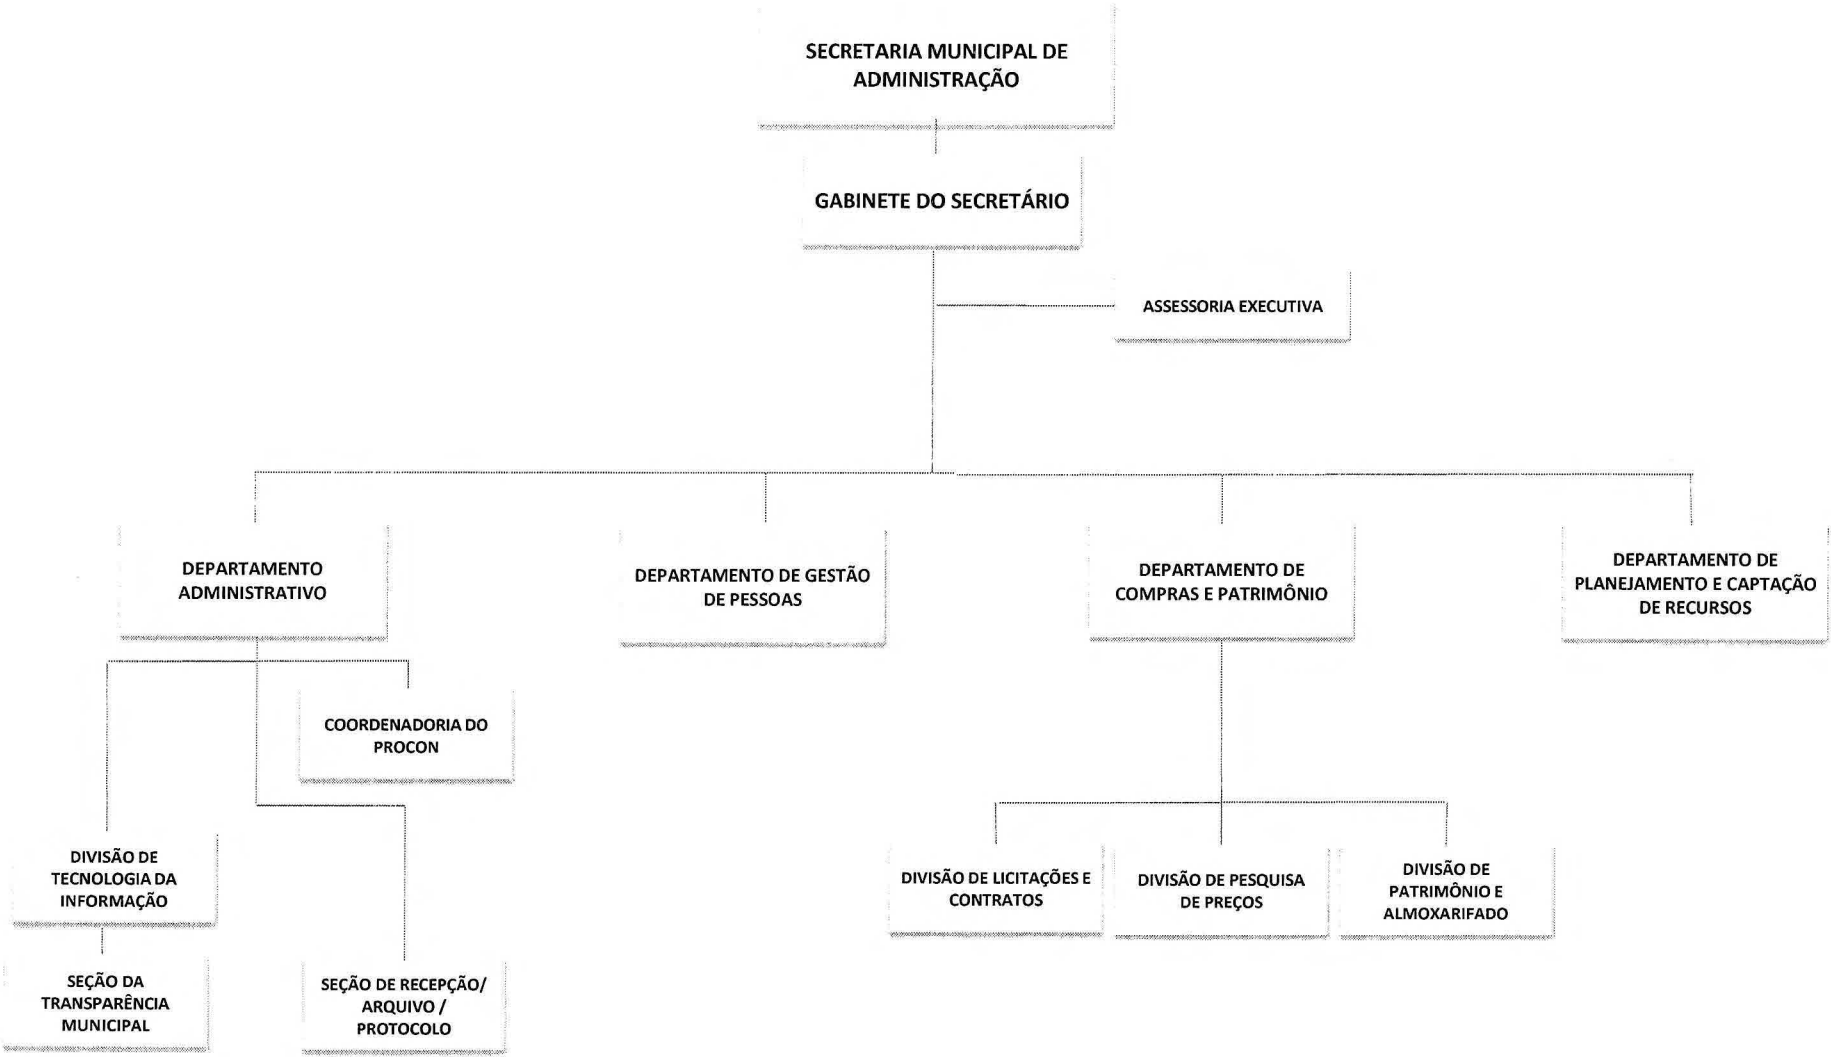 SECRETARIA MUNICIPAL DE
ADMINISTRAÇÃO
GABINETE DO SECRETÁRIO
ASSESSORIA EXECUTIVA
DEPARTAMENTO
ADMINISTRATIVO
DEPARTAMENTO DE GESTÃO
DE PESSOAS
DEPARTAMENTO DE
COMPRAS E PATRIMÔNIO
DEPARTAMENTO DE
PLANEJAMENTO E CAPTAÇÃO
DE RECURSOS
COORDENADORIA DO
PROCON
DIVISÃO DE
TECNOLOGIA DA
INFORMAÇÃO
DIVISÃO DE LICITAÇÕES E
CONTRATOS
DIVISÃO DE PESQUISA
DE PREÇOS
DIVISÃO DE
PATRIMÔNIO E
ALMOXARIFADO
SEÇÃO DA
TRANSPARÊNCIA
MUNICIPAL
SEÇÃO DE RECEPÇÃO/
ARQUIVO /
PROTOCOLO